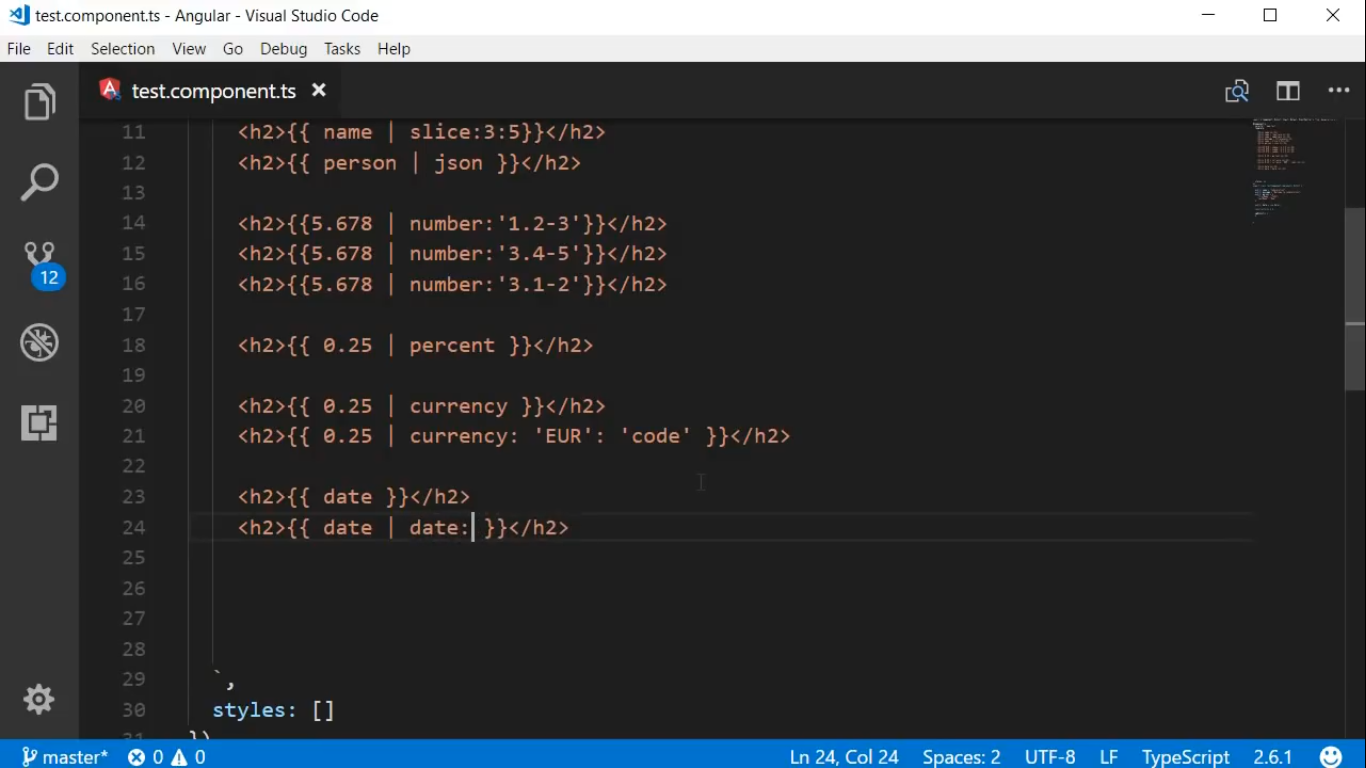 test.component.ts - Angular - Visual Studio Code
File Edit Selection View Go Debug Tasks Help
test.component.ts
11 <h2>{{ name | slice:3:5}}</h2>
12 <h2>{{ person | json }}</h2>
13
14 <h2>{{5.678 | number:'1.2-3'}}</h2>
15 <h2>{{5.678 | number:'3.4-5'}}</h2>
16 <h2>{{5.678 | number:'3.1-2'}}</h2>
17
18 <h2>{{ 0.25 | percent }}</h2>
19
20 <h2>{{ 0.25 | currency }}</h2>
21 <h2>{{ 0.25 | currency: 'EUR': 'code' }}</h2>
22
23 <h2>{{ date }}</h2>
24 <h2>{{ date | date: }}</h2>
25
26
27
28
29 `,
30 styles: []
31 })
12
master* 0 0 Ln 24, Col 24 Spaces: 2 UTF-8 LF TypeScript 2.6.1